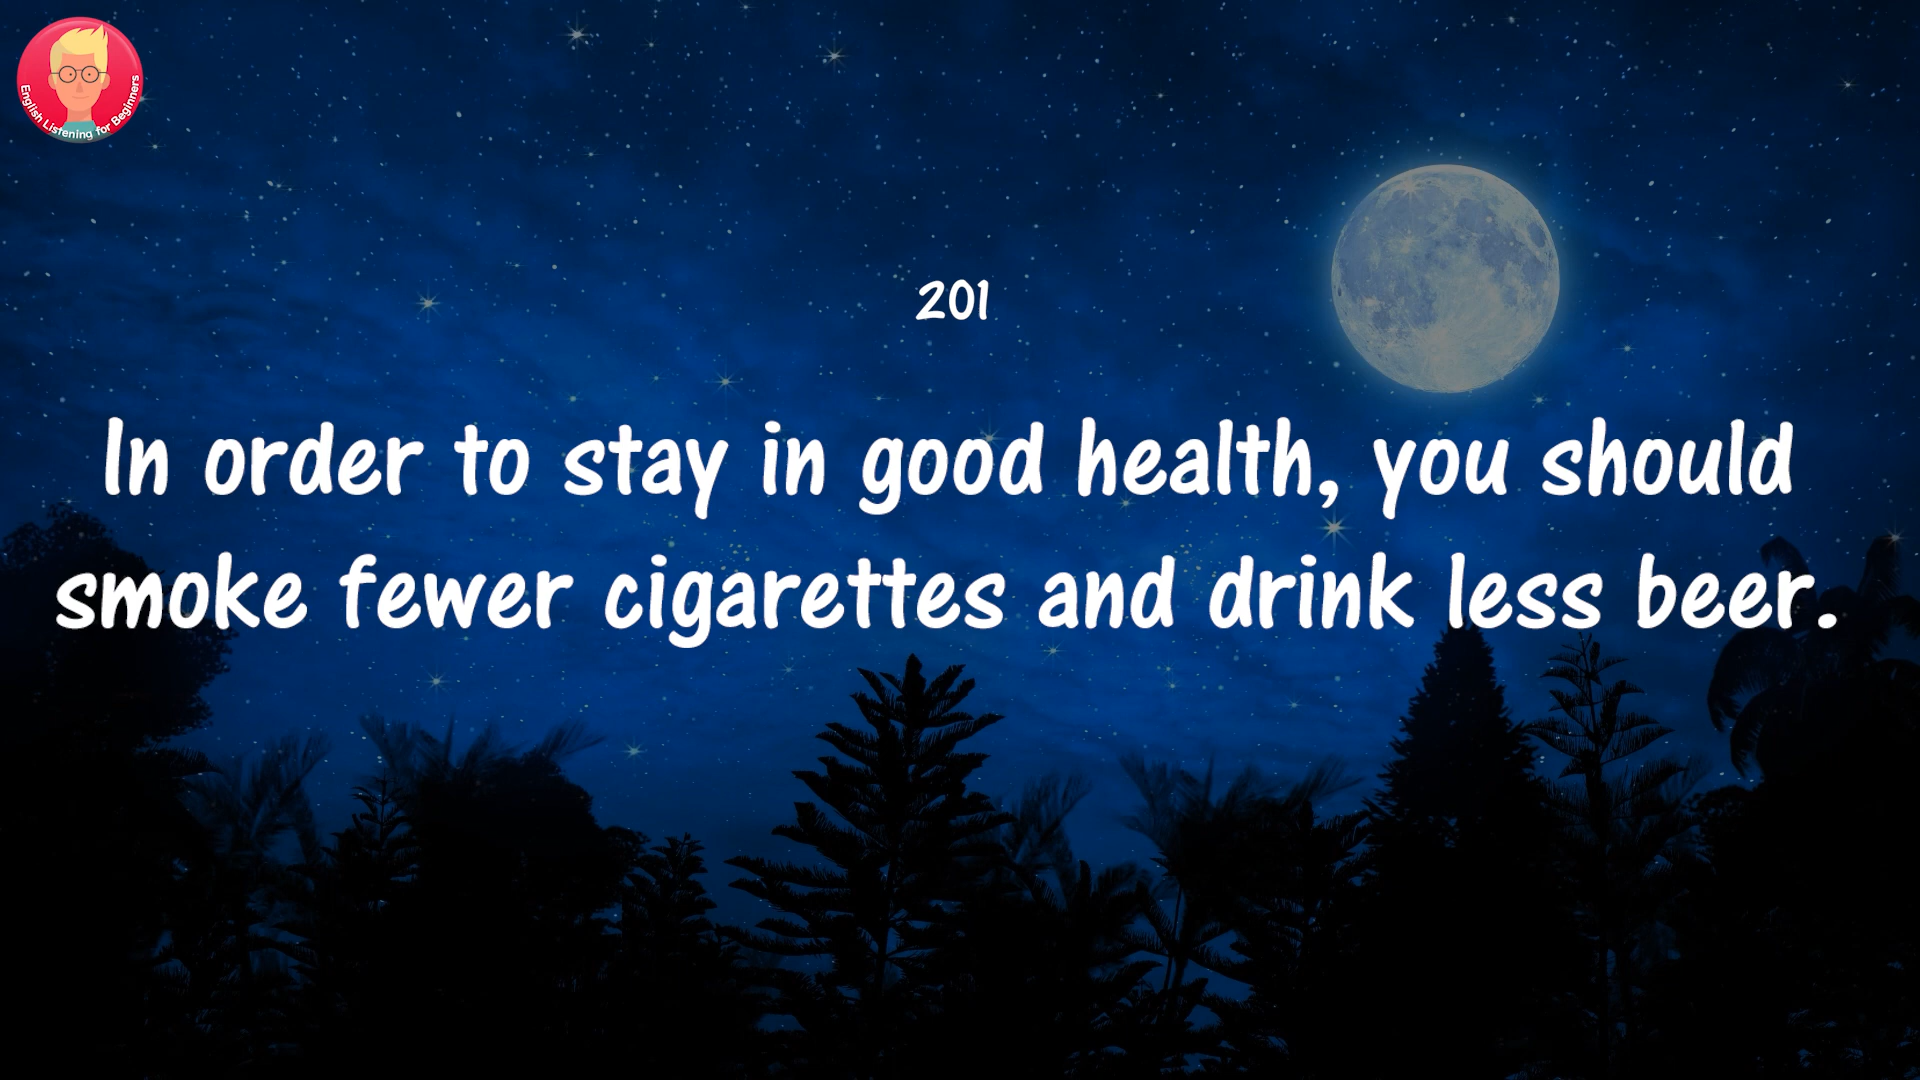 English Listening for Beginners
201
In order to stay in good health, you should
smoke fewer cigarettes and drink less beer.